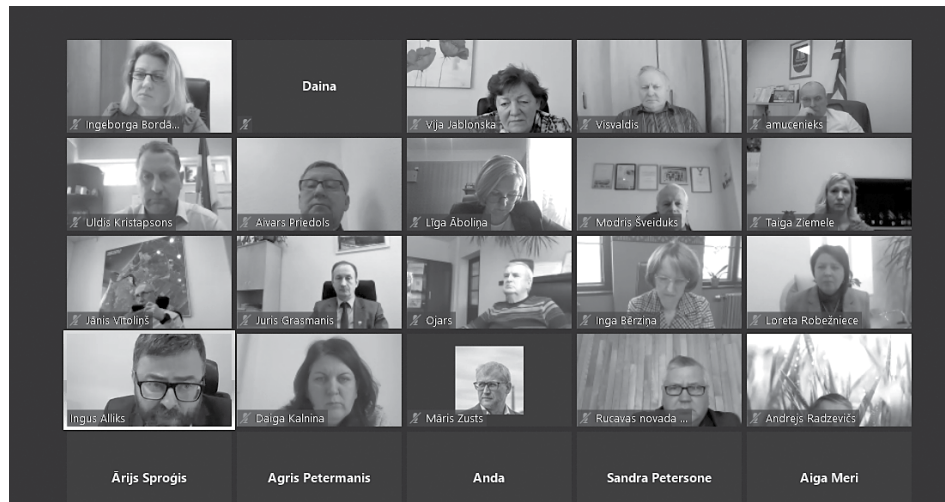 Ingeborga Bordā...
Daina
Vija Jablonska
Visvaldis
amucenieks
Uldis Kristapsons
Aivars Priedols
Līga Āboliņa
Modris Šveiduks
Taiga Ziemele
Jānis Vītoliņš
Juris Grasmanis
Ojars
Inga Bērziņa
Loreta Robežniece
Ingus Alliks
Daiga Kalnina
Māris Zusts
Rucavas novada ...
Andrejs Radzevičs
Ārijs Sproģis
Agris Petermanis
Anda
Sandra Petersone
Aiga Meri